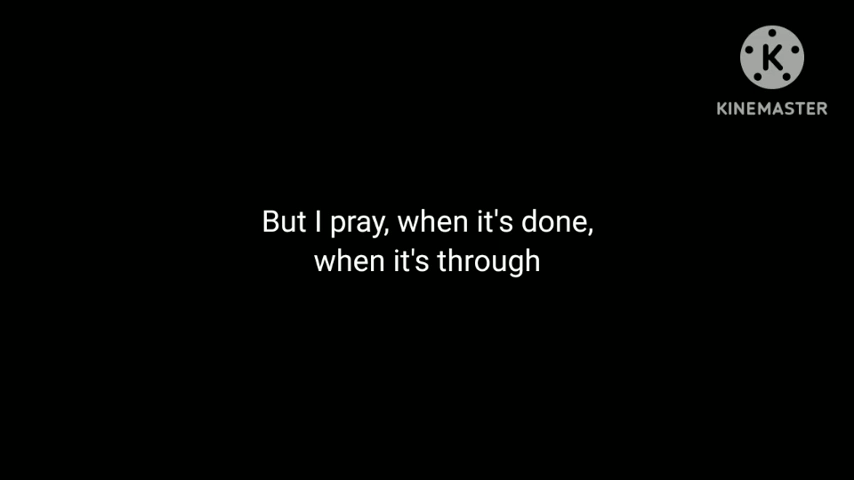 K
KINEMASTER
But I pray, when it's done,
when it's through